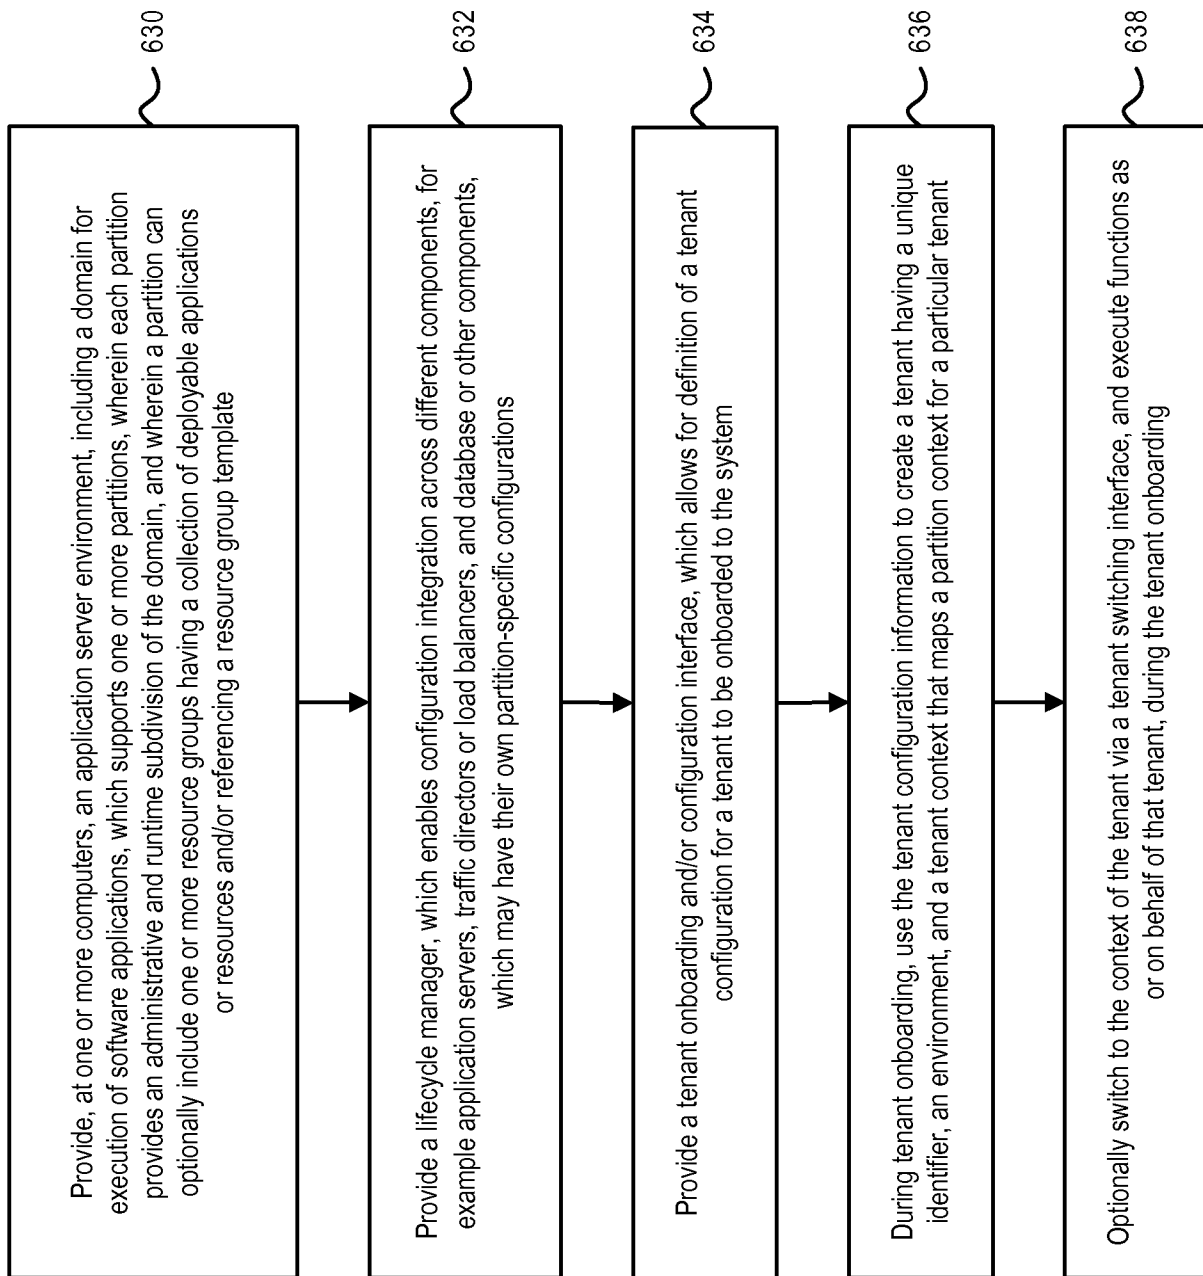 Provide, at one or more computers, an application server environment, including a domain for
execution of software applications, which supports one or more partitions, wherein each partition
provides an administrative and runtime subdivision of the domain, and wherein a partition can
optionally include one or more resource groups having a collection of deployable applications
or resources and/or referencing a resource group template
630
Provide a lifecycle manager, which enables configuration integration across different components, for
example application servers, traffic directors or load balancers, and database or other components,
which may have their own partition-specific configurations
632
Provide a tenant onboarding and/or configuration interface, which allows for definition of a tenant
configuration for a tenant to be onboarded to the system
634
During tenant onboarding, use the tenant configuration information to create a tenant having a unique
identifier, an environment, and a tenant context that maps a partition context for a particular tenant
636
Optionally switch to the context of the tenant via a tenant switching interface, and execute functions as
or on behalf of that tenant, during the tenant onboarding
638